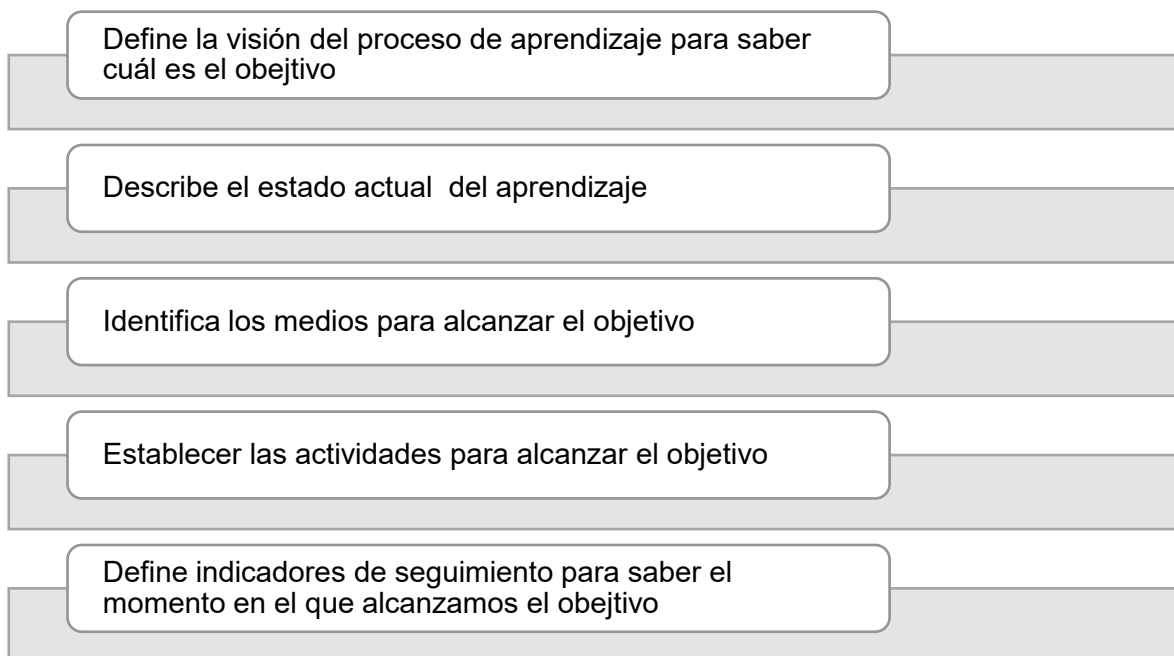 Define la visión del proceso de aprendizaje para saber
cuál es el obejtivo
Describe el estado actual  del aprendizaje
Identifica los medios para alcanzar el objetivo
Establecer las actividades para alcanzar el objetivo
Define indicadores de seguimiento para saber el
momento en el que alcanzamos el obejtivo